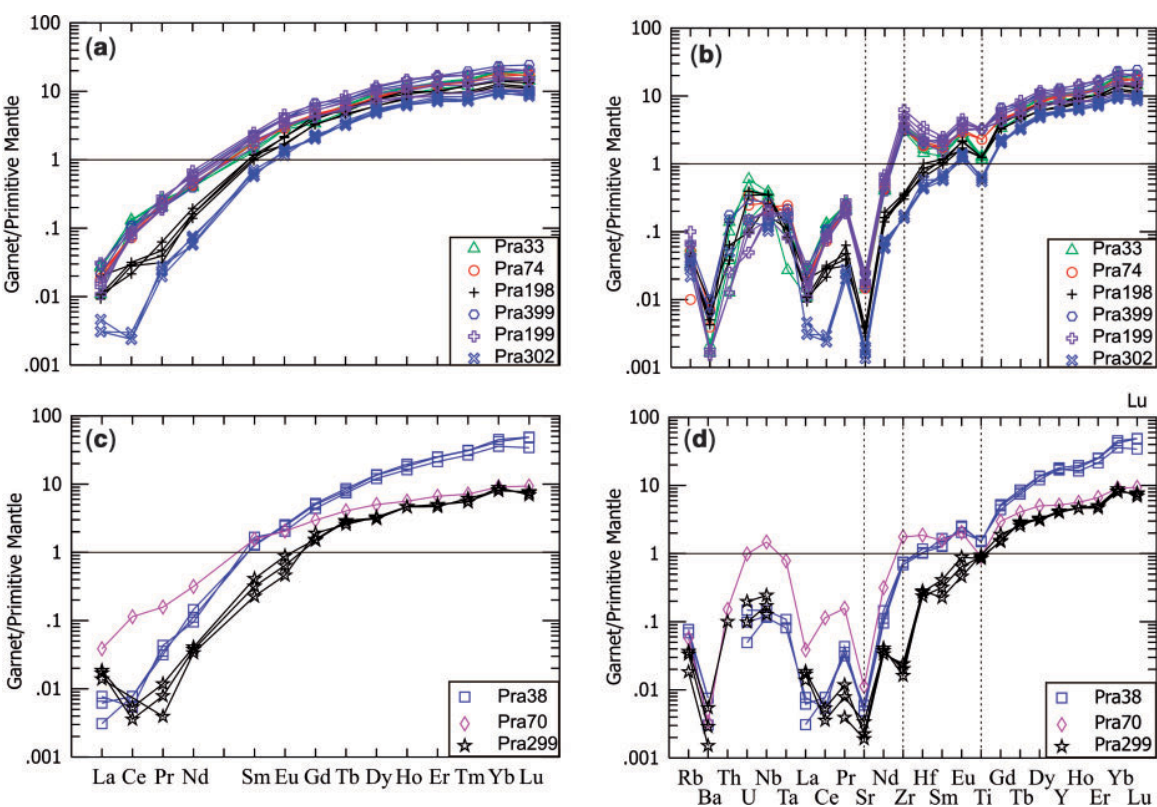 (a)
100
10
1
.1
.01
.001
Garnet/Primitive Mantle
Pra33
Pra74
Pra198
Pra399
Pra199
Pra302
(b)
100
10
1
.1
.01
.001
Garnet/Primitive Mantle
Pra33
Pra74
Pra198
Pra399
Pra199
Pra302
(c)
100
10
1
.1
.01
.001
Garnet/Primitive Mantle
Pra38
Pra70
Pra299
La Ce Pr Nd Sm Eu Gd Tb Dy Ho Er Tm Yb Lu
Lu
(d)
100
10
1
.1
.01
.001
Garnet/Primitive Mantle
Pra38
Pra70
Pra299
Rb Th Nb La Pr Nd Hf Eu Gd Dy Ho Yb
Ba U Ta Ce Sr Zr Sm Ti Tb Y Er Lu